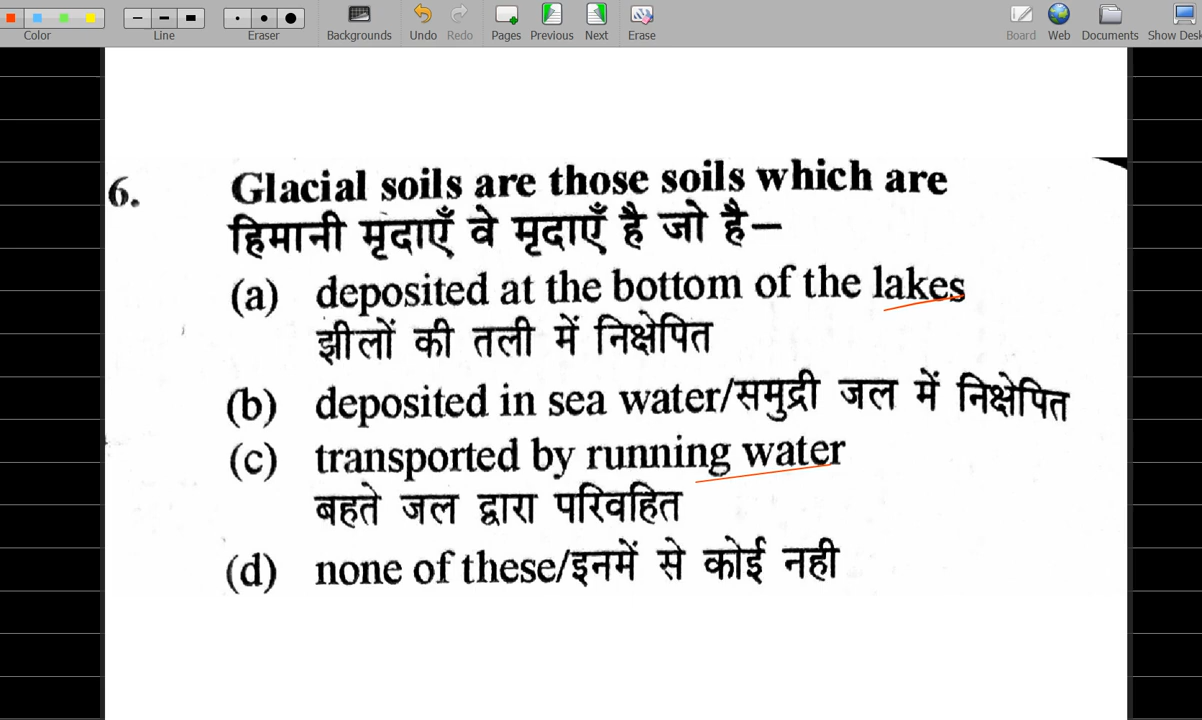 Color
Line
Eraser
Backgrounds
Undo
Redo
Pages
Previous
Next
Erase
Board
Web
Documents
Show Desk
6. Glacial soils are those soils which are
हिमानी मृदाएँ वे मृदाएँ है जो है–
(a) deposited at the bottom of the lakes
झीलों की तली में निक्षेपित
(b) deposited in sea water/समुद्री जल में निक्षेपित
(c) transported by running water
बहते जल द्वारा परिवहित
(d) none of these/इनमें से कोई नही